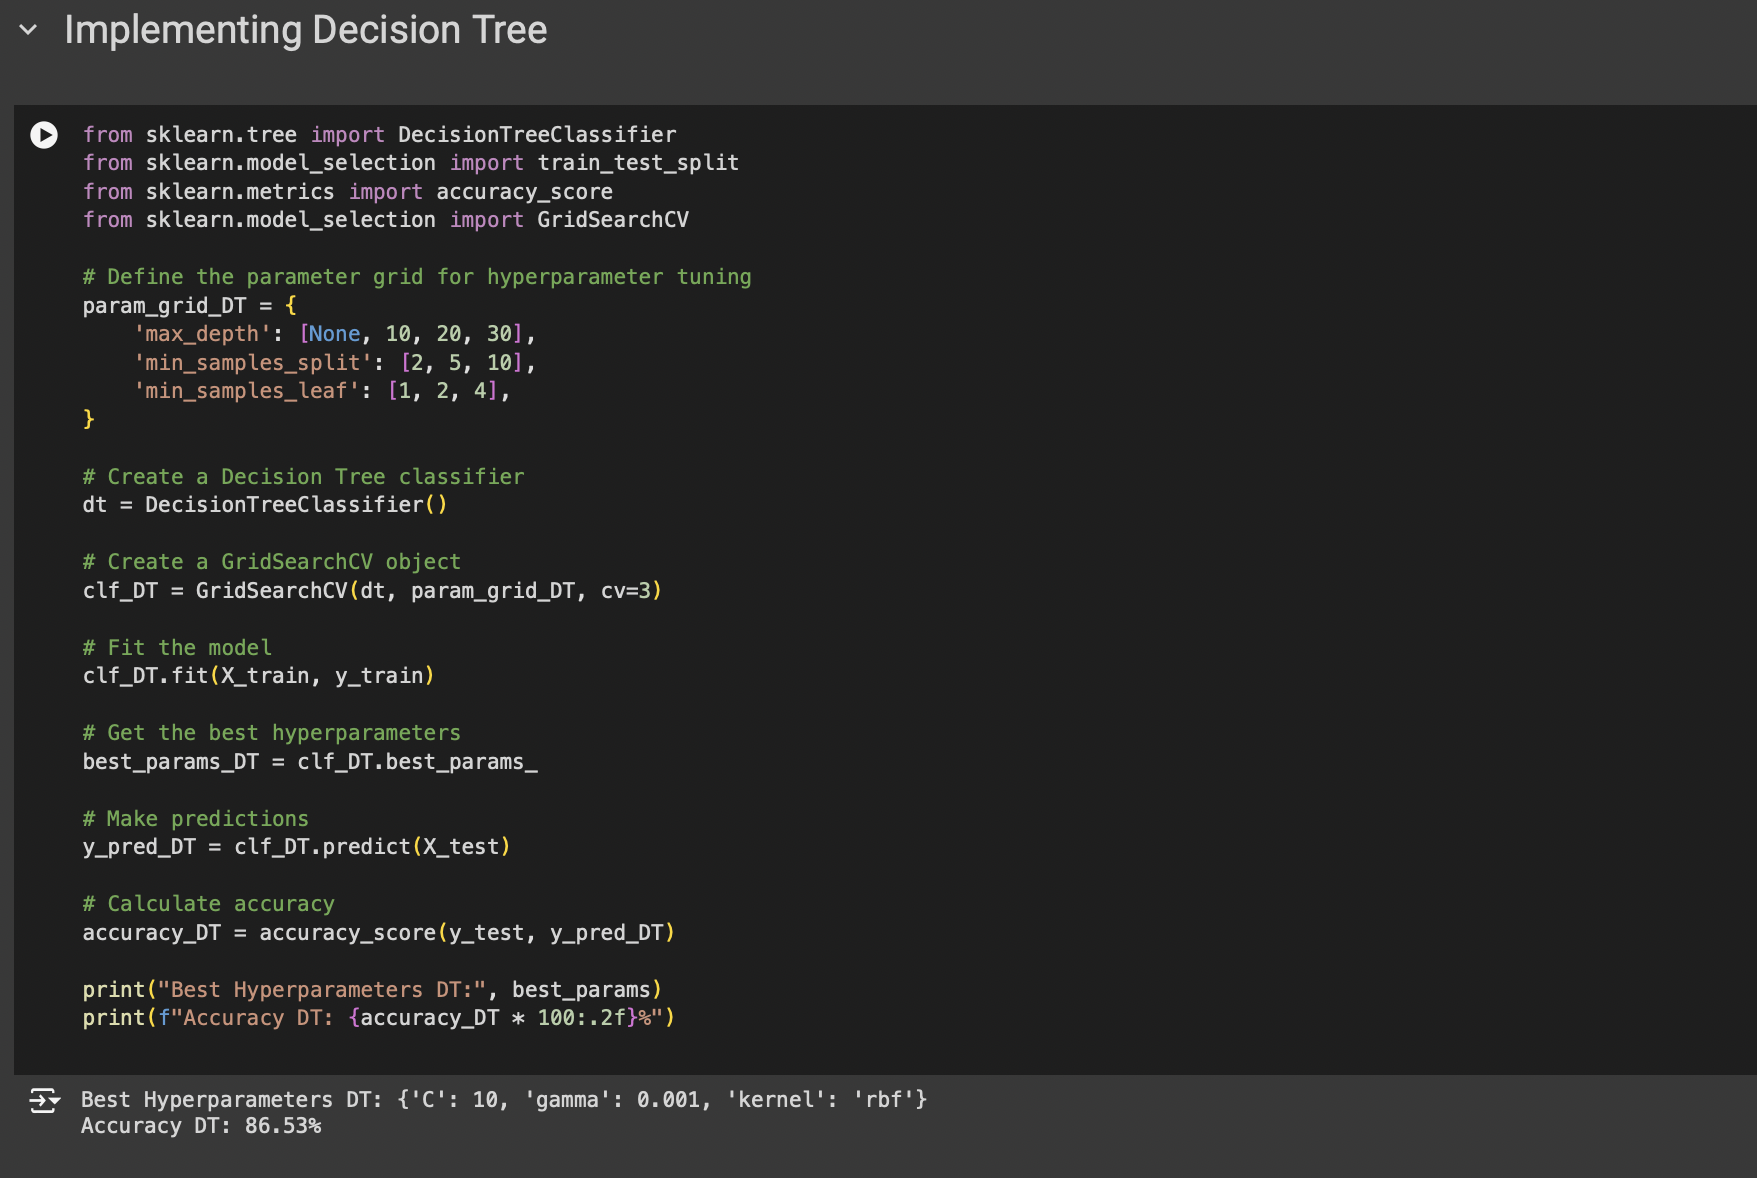 Implementing Decision Tree
from sklearn.tree import DecisionTreeClassifier
from sklearn.model_selection import train_test_split
from sklearn.metrics import accuracy_score
from sklearn.model_selection import GridSearchCV
# Define the parameter grid for hyperparameter tuning
param_grid_DT = {
    'max_depth': [None, 10, 20, 30],
    'min_samples_split': [2, 5, 10],
    'min_samples_leaf': [1, 2, 4],
}
# Create a Decision Tree classifier
dt = DecisionTreeClassifier()
# Create a GridSearchCV object
clf_DT = GridSearchCV(dt, param_grid_DT, cv=3)
# Fit the model
clf_DT.fit(X_train, y_train)
# Get the best hyperparameters
best_params_DT = clf_DT.best_params_
# Make predictions
y_pred_DT = clf_DT.predict(X_test)
# Calculate accuracy
accuracy_DT = accuracy_score(y_test, y_pred_DT)
print("Best Hyperparameters DT:", best_params)
print(f"Accuracy DT: {accuracy_DT * 100:.2f}%")
Best Hyperparameters DT: {'C': 10, 'gamma': 0.001, 'kernel': 'rbf'}
Accuracy DT: 86.53%